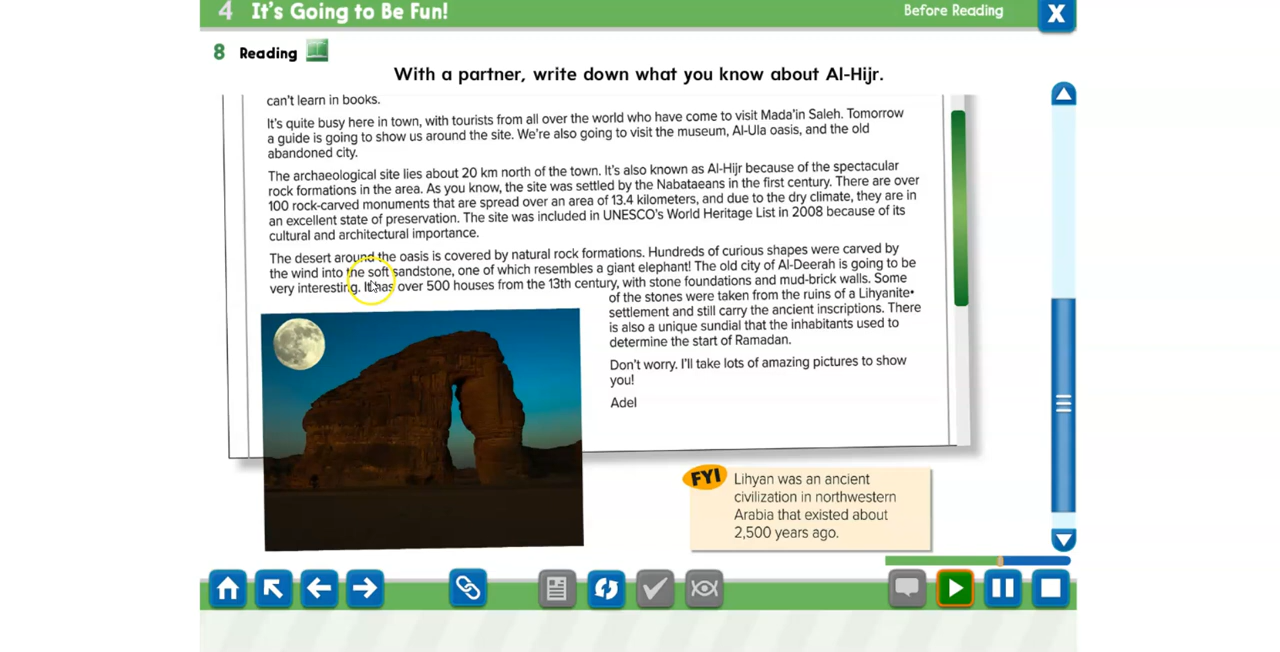 4 It's Going to Be Fun!
Before Reading
X
8 Reading
With a partner, write down what you know about Al-Hijr.
can't learn in books.
It's quite busy here in town, with tourists from all over the world who have come to visit Mada'in Saleh. Tomorrow
a guide is going to show us around the site. We're also going to visit the museum, Al-Ula oasis, and the old
abandoned city.
The archaeological site lies about 20 km north of the town. It's also known as Al-Hijr because of the spectacular
rock formations in the area. As you know, the site was settled by the Nabataeans in the first century. There are over
100 rock-carved monuments that are spread over an area of 13.4 kilometers, and due to the dry climate, they are in
an excellent state of preservation. The site was included in UNESCO's World Heritage List in 2008 because of its
cultural and architectural importance.
The desert around the oasis is covered by natural rock formations. Hundreds of curious shapes were carved by
the wind into the soft sandstone, one of which resembles a giant elephant! The old city of Al-Deerah is going to be
very interesting. It has over 500 houses from the 13th century, with stone foundations and mud-brick walls. Some
of the stones were taken from the ruins of a Lihyanite•
settlement and still carry the ancient inscriptions. There
is also a unique sundial that the inhabitants used to
determine the start of Ramadan.
Don't worry. I'll take lots of amazing pictures to show
you!
Adel
FYI
Lihyan was an ancient
civilization in northwestern
Arabia that existed about
2,500 years ago.